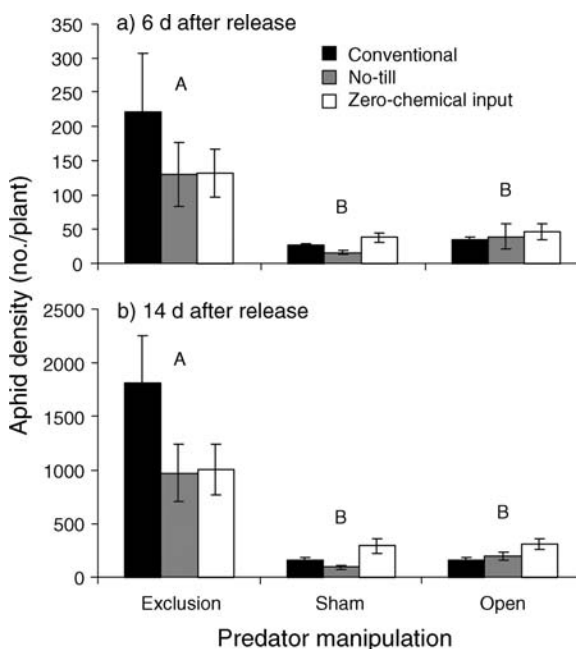 a) 6 d after release
350
300
250
200
150
100
50
0
Conventional
No-till
Zero-chemical input
A
B
B
Aphid density (no./plant)
b) 14 d after release
2500
2000
1500
1000
500
0
A
B
B
Exclusion Sham Open
Predator manipulation